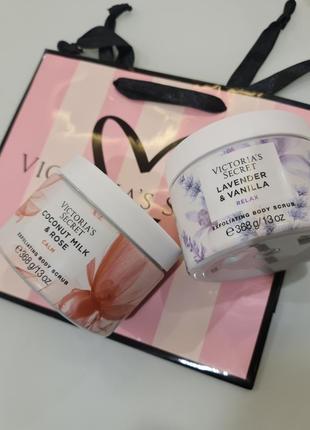 VICTORIA'S
VICTORIA'S
SECRET
LAVENDER
& VANILLA
RELAX
EXFOLIATING BODY SCRUB
368 g/13 oz
VICTORIA'S
SECRET
COCONUT MILK
& ROSE
CALM
EXFOLIATING BODY SCRUB
368 g/13 oz